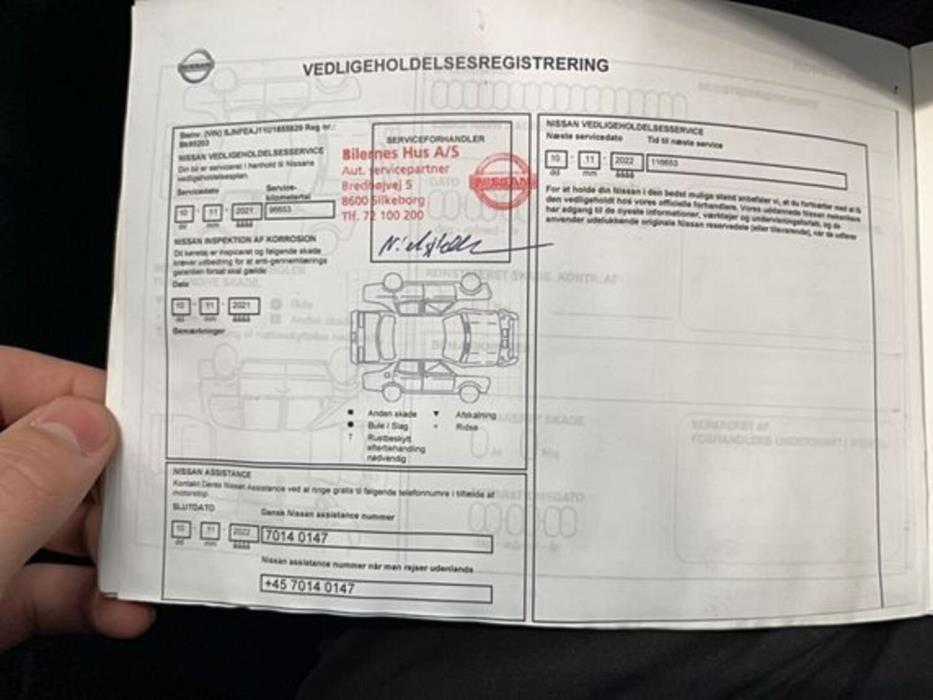 NISSAN
VEDLIGEHOLDELSESREGISTRERING
Stelnr. (VIN) SJNFEAJ11U1855829 Reg nr.:
NISSAN VEDLIGEHOLDELSESSERVICE
Din bil er serviceret i henhold til Nissans
vedligeholdelsesplan.
Servicedato
Service-
kilometertal
10 - 11 - 2021 96653
dd mm åååå
NISSAN INSPEKTION AF KORROSION
Dit køretøj er inspiceret og følgende skade
kræver udbedring for at anti-gennemtærings
garantien fortsat skal gælde:
Dato
10 - 11 - 2021
dd mm åååå
Bemærkninger
SERVICEFORHANDLER
Bilernes Hus A/S
Aut. servicepartner
Bredhøjvej 5
8600 Silkeborg
Tlf. 72 100 200
NISSAN
Anden skade
Afskalning
Bule / Slag
Ridse
Rustbeskytt.
efterbehandling
nødvendig
NISSAN ASSISTANCE
Kontakt Deres Nissan Assistance ved at ringe gratis til følgende telefonnumre i tilfælde af
motorstop.
SLUTDATO
Dansk Nissan assistance nummer
10 - 11 - 2022 7014 0147
dd mm åååå
Nissan assistance nummer når man rejser udenlands
+45 7014 0147
NISSAN VEDLIGEHOLDELSESSERVICE
Næste servicedato Tid til næste service
10 - 11 - 2022 116653
dd mm åååå
For at holde din Nissan i den bedst mulige stand anbefaler vi, at du fortsætter med at få
den vedligeholdt hos vores officielle forhandlere. Vores uddannede Nissan mekanikere
har adgang til de nyeste informationer, værktøjer og undervisningsforløb, og de
anvender udelukkende originale Nissan reservedele (eller tilsvarende), når de udfører